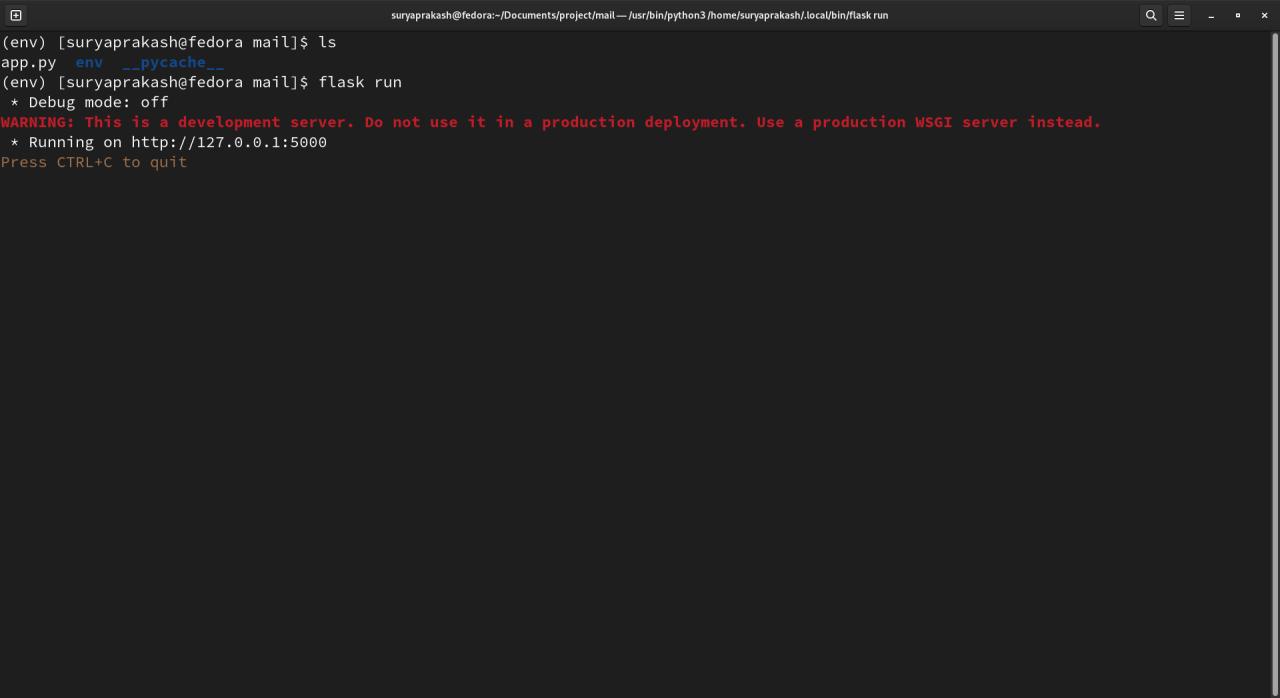 suryaprakash@fedora:~/Documents/project/mail — /usr/bin/python3 /home/suryaprakash/.local/bin/flask run
(env) [suryaprakash@fedora mail]$ ls
app.py  env  __pycache__
(env) [suryaprakash@fedora mail]$ flask run
 * Debug mode: off
WARNING: This is a development server. Do not use it in a production deployment. Use a production WSGI server instead.
 * Running on http://127.0.0.1:5000
Press CTRL+C to quit